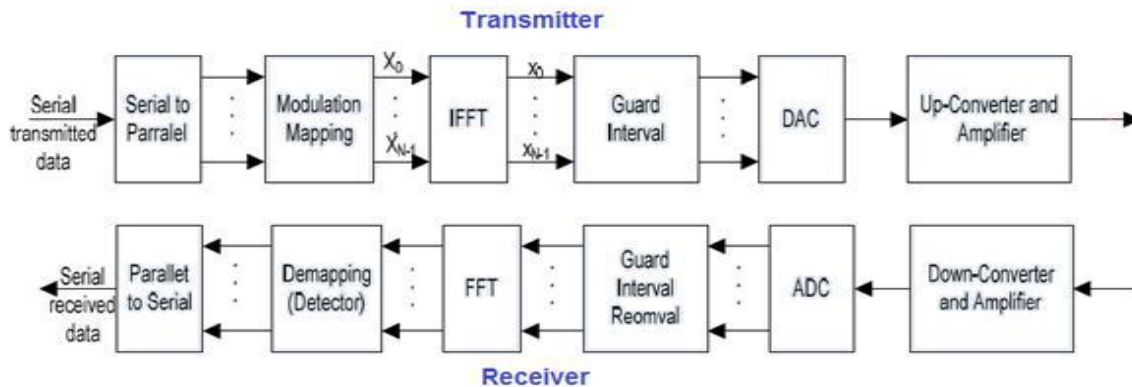 Transmitter
Serial
transmitted
data
Serial to
Parralel
Modulation
Mapping
X0
XN-1
IFFT
x0
xN-1
Guard
Interval
DAC
Up-Converter and
Amplifier
Serial
received
data
Parallet
to Serial
Demapping
(Detector)
FFT
Guard
Interval
Reomval
ADC
Down-Converter
and Amplifier
Receiver